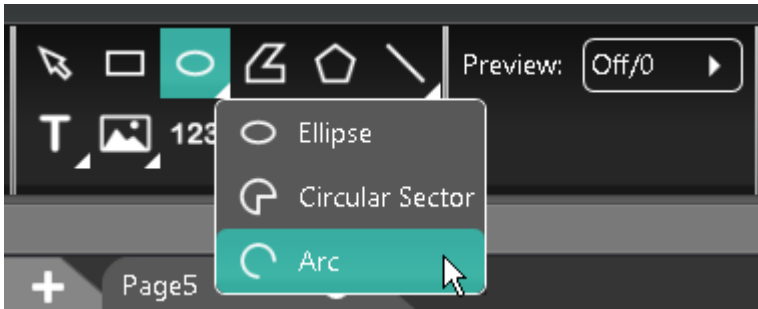 Preview: Off/0
T 123
Ellipse
Circular Sector
Arc
Page5